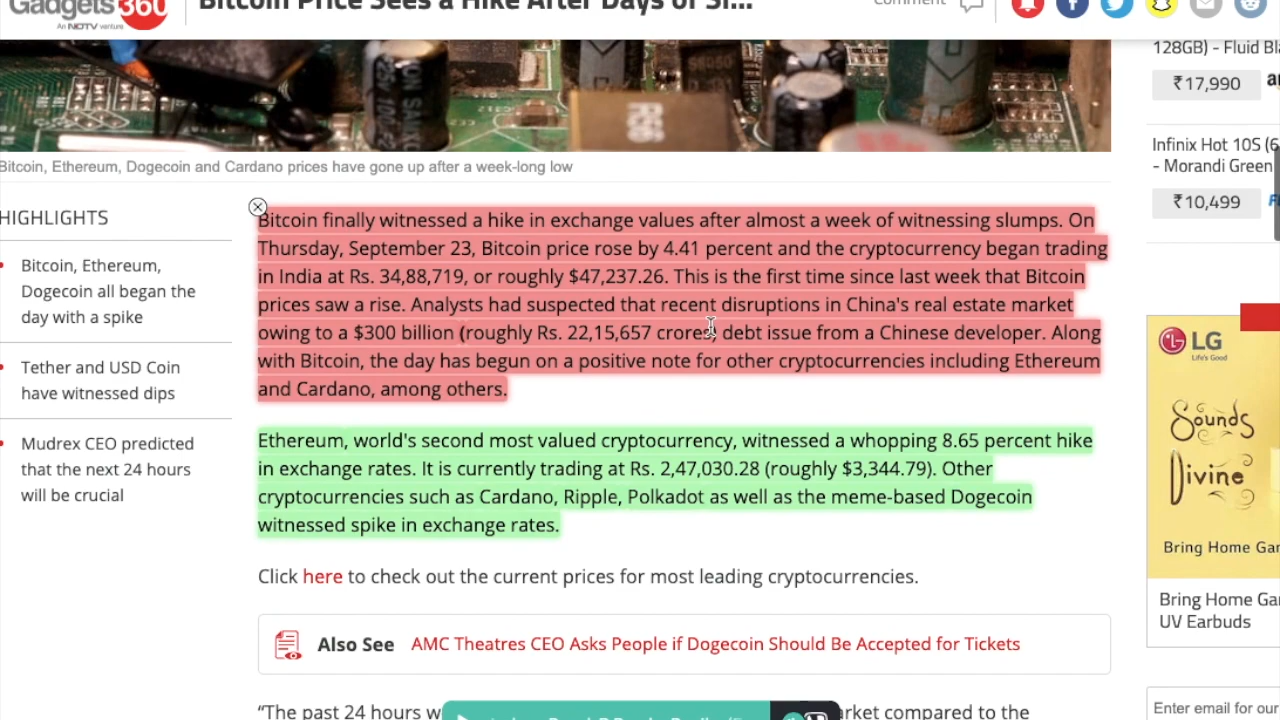 Gadgets 360
An NDTV venture
Bitcoin Price Sees a Hike After Days of Sl...
Comment
Bitcoin, Ethereum, Dogecoin and Cardano prices have gone up after a week-long low
HIGHLIGHTS
Bitcoin, Ethereum,
Dogecoin all began the
day with a spike
Tether and USD Coin
have witnessed dips
Mudrex CEO predicted
that the next 24 hours
will be crucial
Bitcoin finally witnessed a hike in exchange values after almost a week of witnessing slumps. On
Thursday, September 23, Bitcoin price rose by 4.41 percent and the cryptocurrency began trading
in India at Rs. 34,88,719, or roughly $47,237.26. This is the first time since last week that Bitcoin
prices saw a rise. Analysts had suspected that recent disruptions in China's real estate market
owing to a $300 billion (roughly Rs. 22,15,657 crores) debt issue from a Chinese developer. Along
with Bitcoin, the day has begun on a positive note for other cryptocurrencies including Ethereum
and Cardano, among others.
Ethereum, world's second most valued cryptocurrency, witnessed a whopping 8.65 percent hike
in exchange rates. It is currently trading at Rs. 2,47,030.28 (roughly $3,344.79). Other
cryptocurrencies such as Cardano, Ripple, Polkadot as well as the meme-based Dogecoin
witnessed spike in exchange rates.
Click here to check out the current prices for most leading cryptocurrencies.
Also See AMC Theatres CEO Asks People if Dogecoin Should Be Accepted for Tickets
“The past 24 hours w
rket compared to the
128GB) - Fluid Bl
₹17,990
Infinix Hot 10S (6
- Morandi Green
₹10,499
LG
Life's Good
Sounds
Divine
Bring Home Gar
Bring Home Ga
UV Earbuds
Enter email for our